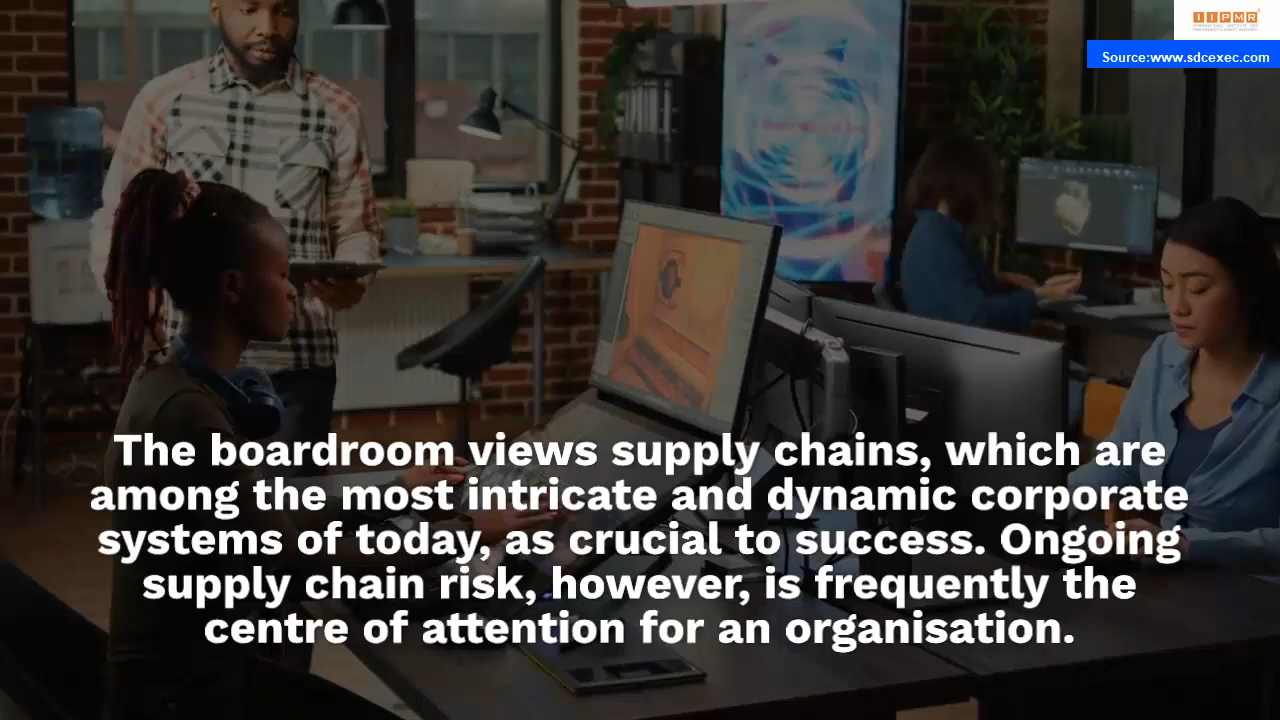 IIPMR
Source:www.sdcexec.com
The boardroom views supply chains, which are
among the most intricate and dynamic corporate
systems of today, as crucial to success. Ongoing
supply chain risk, however, is frequently the
centre of attention for an organisation.